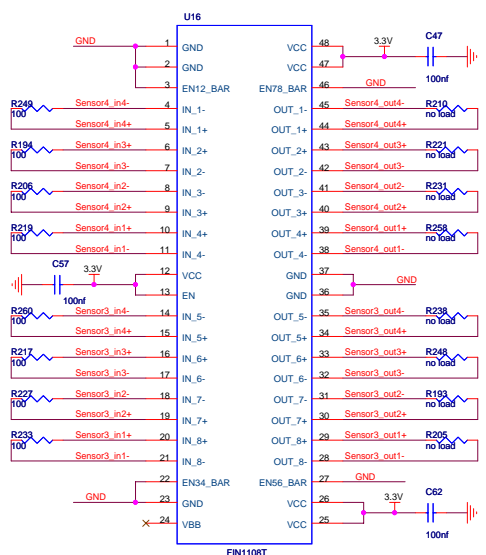 U16
GND 1 GND VCC 48 3.3V C47
2 GND VCC 47 100nf
3 EN12_BAR EN78_BAR 46 GND
R249 100 Sensor4_in4- 4 IN_1- OUT_1- 45 Sensor4_out4- R210 no load
Sensor4_in4+ 5 IN_1+ OUT_1+ 44 Sensor4_out4+
R194 100 Sensor4_in3+ 6 IN_2+ OUT_2+ 43 Sensor4_out3+ R221 no load
Sensor4_in3- 7 IN_2- OUT_2- 42 Sensor4_out3-
R206 100 Sensor4_in2- 8 IN_3- OUT_3- 41 Sensor4_out2- R231 no load
Sensor4_in2+ 9 IN_3+ OUT_3+ 40 Sensor4_out2+
R219 100 Sensor4_in1+ 10 IN_4+ OUT_4+ 39 Sensor4_out1+ R258 no load
Sensor4_in1- 11 IN_4- OUT_4- 38 Sensor4_out1-
C57 3.3V 12 VCC GND 37 GND
100nf 13 EN GND 36
R260 100 Sensor3_in4- 14 IN_5- OUT_5- 35 Sensor3_out4- R238 no load
Sensor3_in4+ 15 IN_5+ OUT_5+ 34 Sensor3_out4+
R217 100 Sensor3_in3+ 16 IN_6+ OUT_6+ 33 Sensor3_out3+ R248 no load
Sensor3_in3- 17 IN_6- OUT_6- 32 Sensor3_out3-
R227 100 Sensor3_in2- 18 IN_7- OUT_7- 31 Sensor3_out2- R193 no load
Sensor3_in2+ 19 IN_7+ OUT_7+ 30 Sensor3_out2+
R233 100 Sensor3_in1+ 20 IN_8+ OUT_8+ 29 Sensor3_out1+ R205 no load
Sensor3_in1- 21 IN_8- OUT_8- 28 Sensor3_out1-
22 EN34_BAR EN56_BAR 27 GND
GND 23 GND VCC 26 3.3V C62
24 VBB VCC 25 100nf
FIN1108T